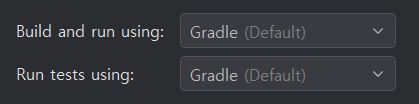 Build and run using: Gradle (Default)
Run tests using: Gradle (Default)